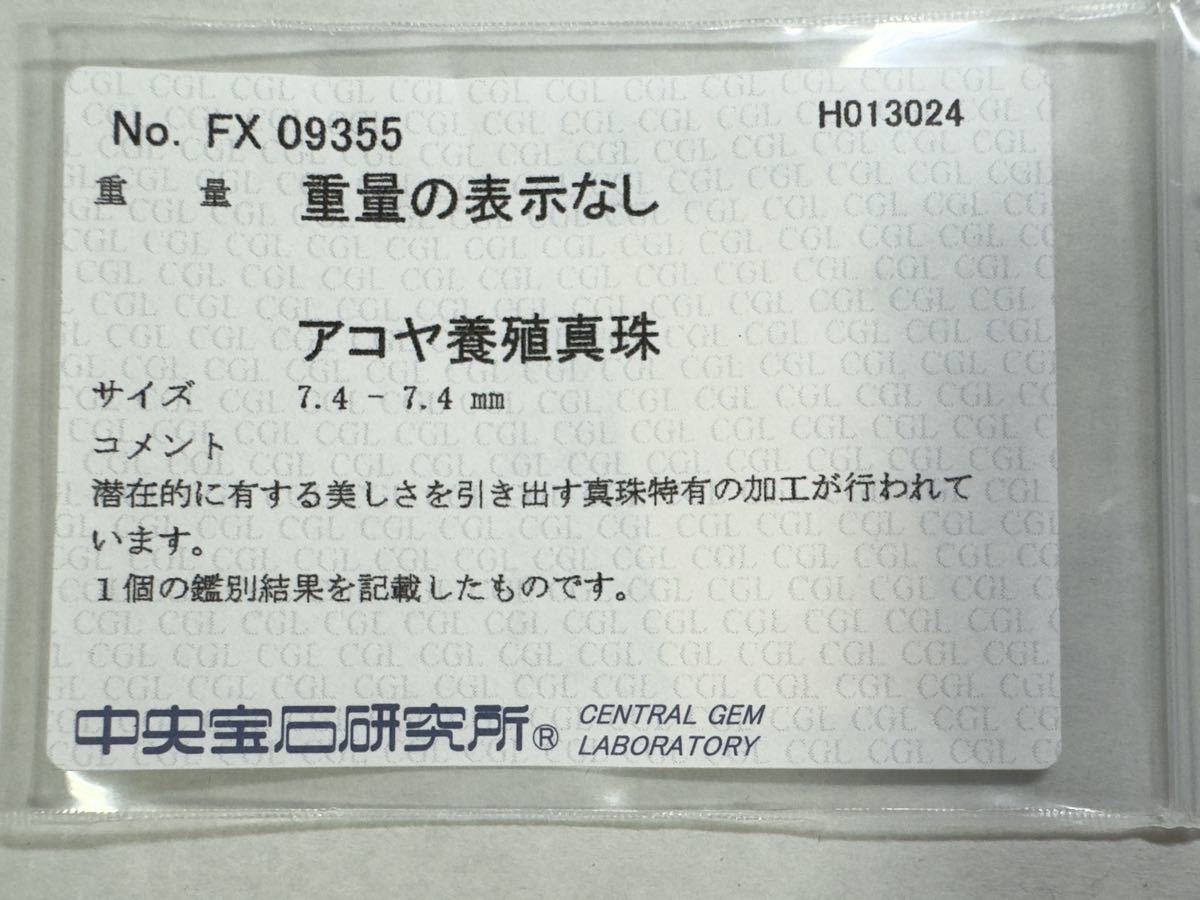 No. FX 09355
H013024
重 量 重量の表示なし
アコヤ養殖真珠
サイズ 7.4 - 7.4 mm
コメント
潜在的に有する美しさを引き出す真珠特有の加工が行われて
います。
1個の鑑別結果を記載したものです。
中央宝石研究所® CENTRAL GEM
LABORATORY